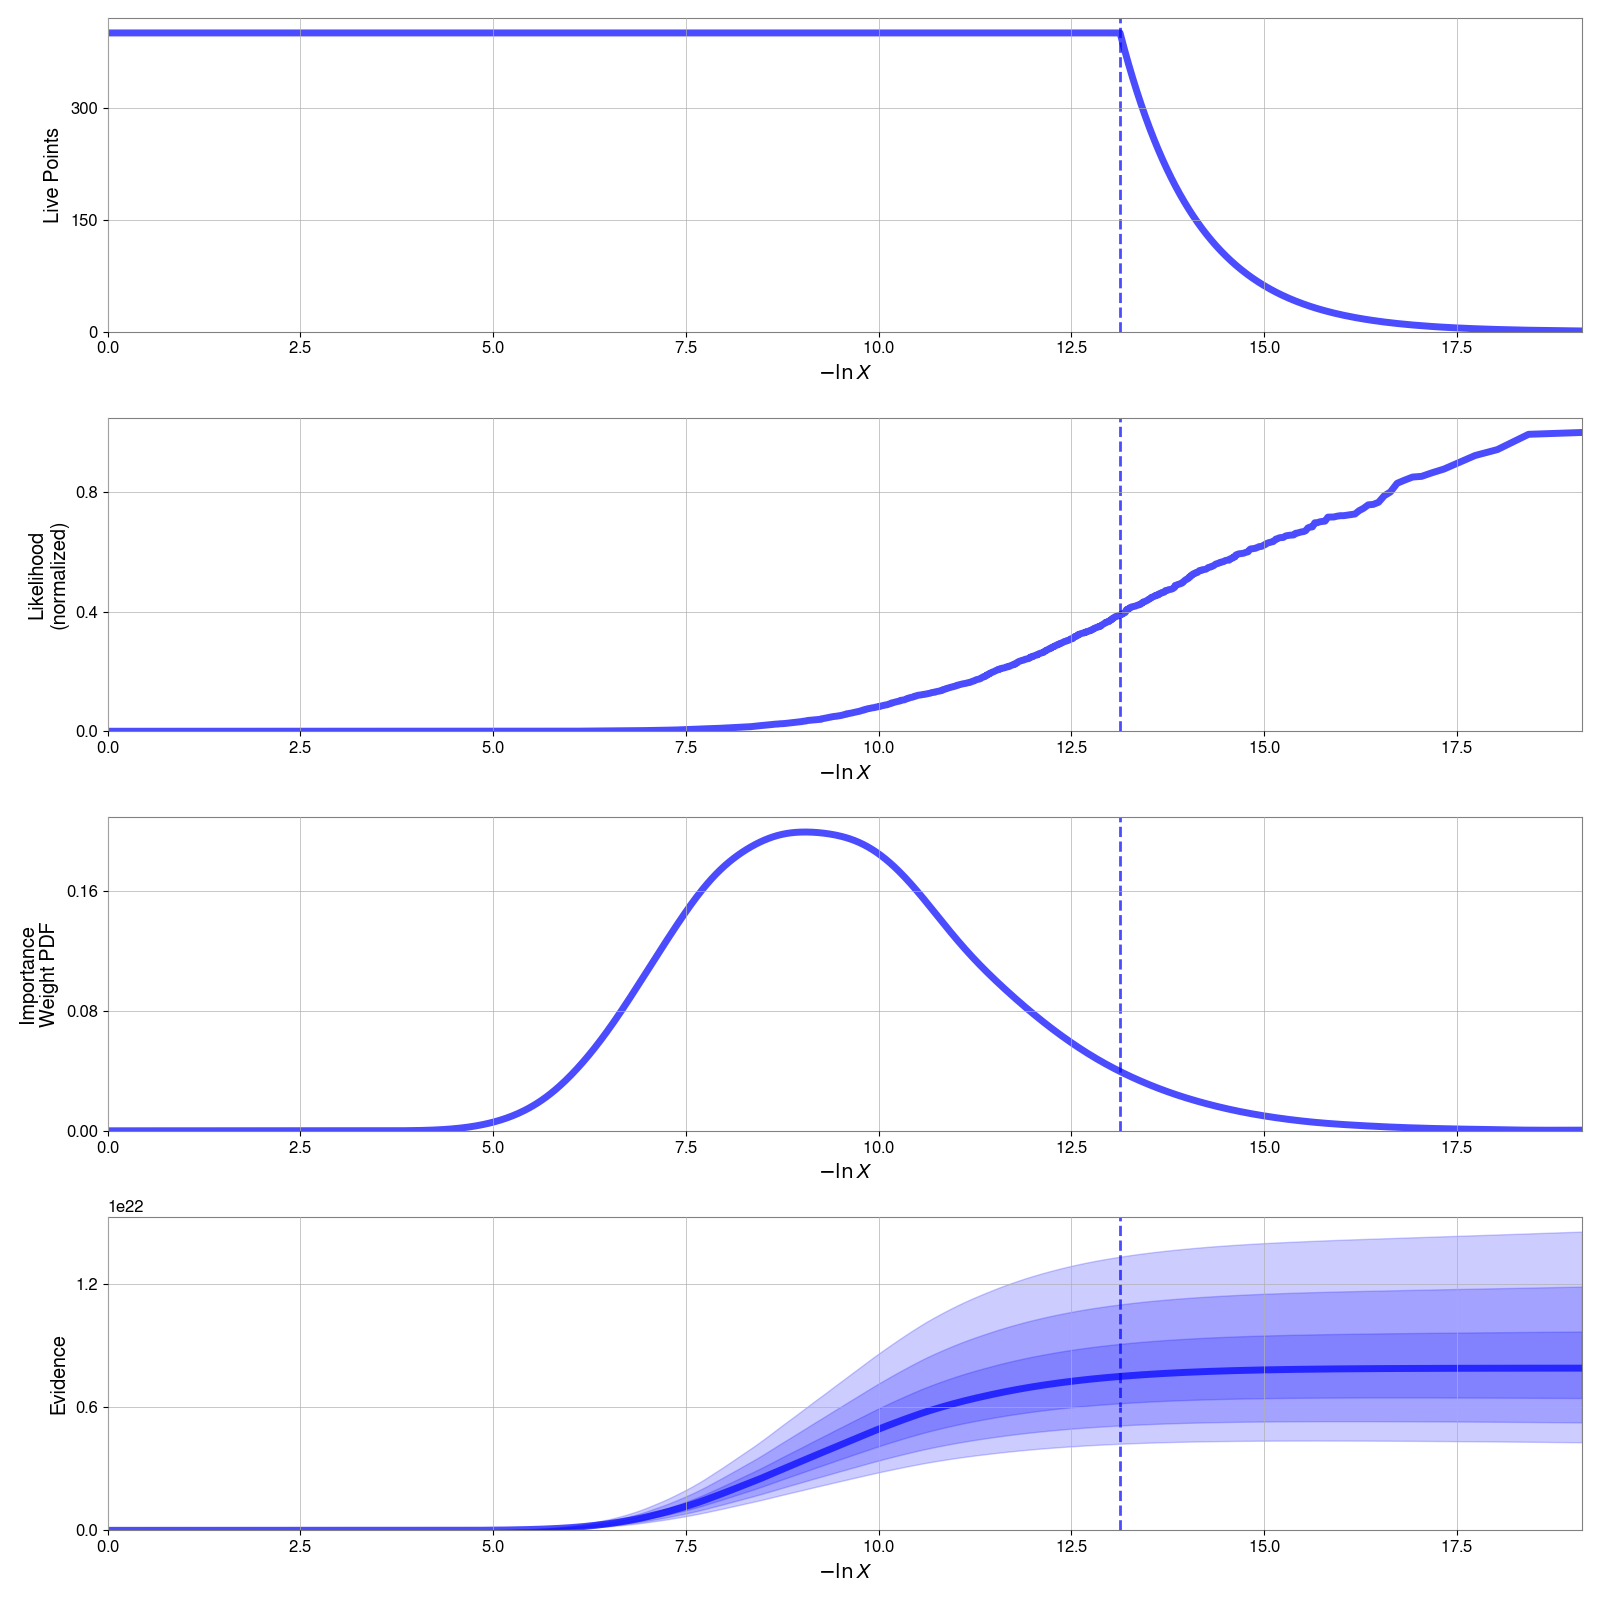 300
150
0
Live Points
0.0 2.5 5.0 7.5 10.0 12.5 15.0 17.5
−ln X
0.8
0.4
0.0
Likelihood
(normalized)
0.0 2.5 5.0 7.5 10.0 12.5 15.0 17.5
−ln X
0.16
0.08
0.00
Importance
Weight PDF
0.0 2.5 5.0 7.5 10.0 12.5 15.0 17.5
−ln X
1e22
1.2
0.6
0.0
Evidence
0.0 2.5 5.0 7.5 10.0 12.5 15.0 17.5
−ln X